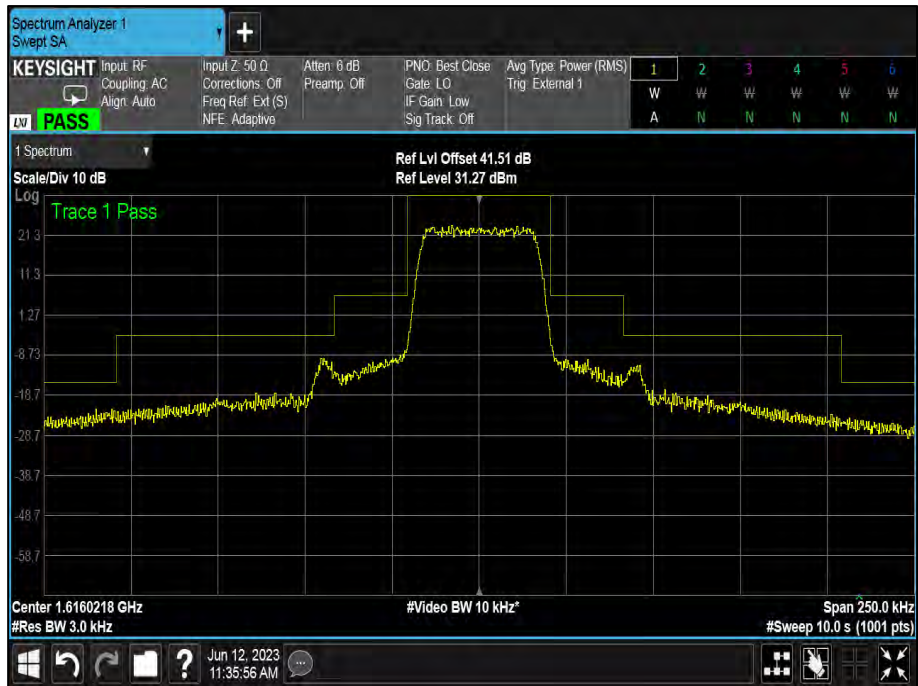 Spectrum Analyzer 1
Swept SA
+
KEYSIGHT Input: RF Input Z: 50 Ω Atten: 6 dB PNO: Best Close Avg Type: Power (RMS) 1 2 3 4 5 6
Coupling: AC Corrections: Off Preamp: Off Gate: LO Trig: External 1 W W W W W W
Align: Auto Freq Ref: Ext (S) IF Gain: Low
LXI PASS NFE: Adaptive Sig Track: Off A N N N N N
1 Spectrum
Ref Lvl Offset 41.51 dB
Scale/Div 10 dB Ref Level 31.27 dBm
Log
Trace 1 Pass
21.3
11.3
1.27
-8.73
-18.7
-28.7
-38.7
-48.7
-58.7
Center 1.6160218 GHz #Video BW 10 kHz* Span 250.0 kHz
#Res BW 3.0 kHz #Sweep 10.0 s (1001 pts)
? Jun 12, 2023
11:35:56 AM